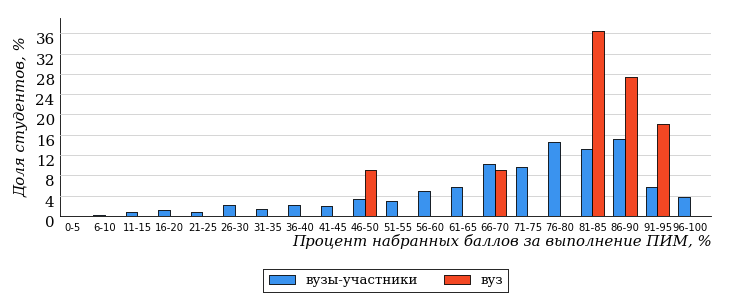 Доля студентов, %
36
32
28
24
20
16
12
8
4
0
0-5 6-10 11-15 16-20 21-25 26-30 31-35 36-40 41-45 46-50 51-55 56-60 61-65 66-70 71-75 76-80 81-85 86-90 91-95 96-100
Процент набранных баллов за выполнение ПИМ, %
вузы-участники вуз